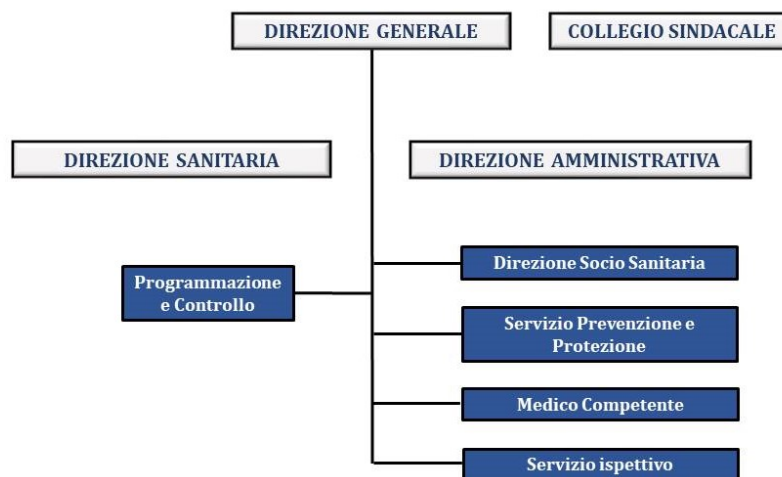 DIREZIONE GENERALE
COLLEGIO SINDACALE
DIREZIONE SANITARIA
DIREZIONE AMMINISTRATIVA
Programmazione
e Controllo
Direzione Socio Sanitaria
Servizio Prevenzione e
Protezione
Medico Competente
Servizio ispettivo